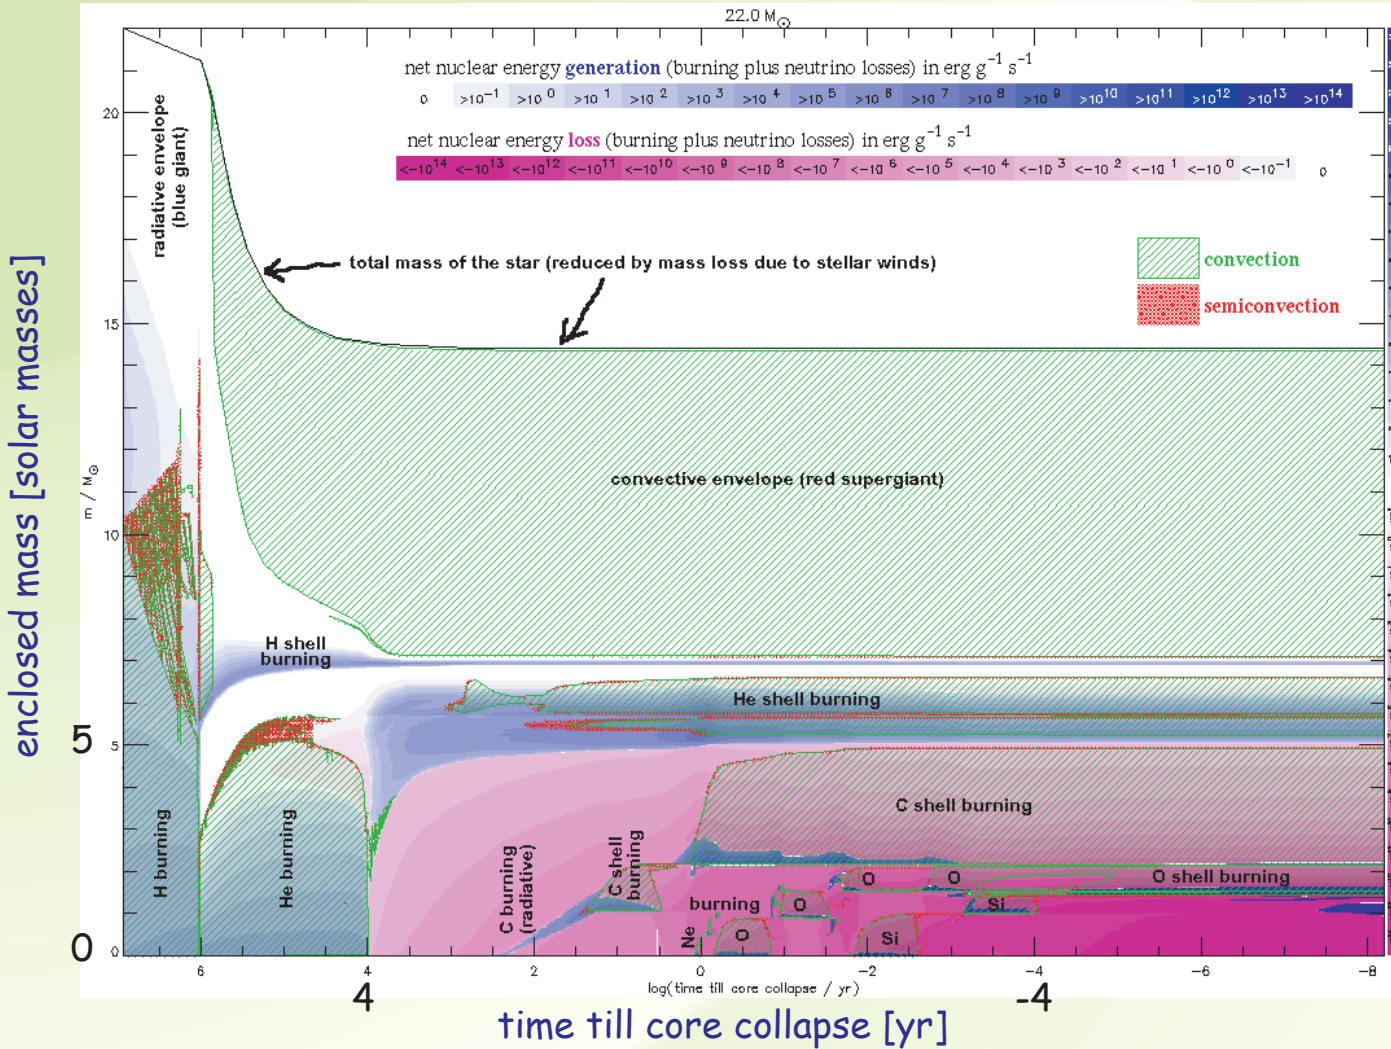 22.0 M⊙
net nuclear energy generation (burning plus neutrino losses) in erg g⁻¹ s⁻¹
0 >10⁻¹ >10⁰ >10¹ >10² >10³ >10⁴ >10⁵ >10⁶ >10⁷ >10⁸ >10⁹ >10¹⁰ >10¹¹ >10¹² >10¹³ >10¹⁴
net nuclear energy loss (burning plus neutrino losses) in erg g⁻¹ s⁻¹
<-10¹⁴ <-10¹³ <-10¹² <-10¹¹ <-10¹⁰ <-10⁹ <-10⁸ <-10⁷ <-10⁶ <-10⁵ <-10⁴ <-10³ <-10² <-10¹ <-10⁰ <-10⁻¹ 0
radiative envelope
(blue giant)
convection
semiconvection
total mass of the star (reduced by mass loss due to stellar winds)
convective envelope (red supergiant)
enclosed mass [solar masses]
m / M⊙
20
15
10
5
5
0
0
H shell
burning
He shell burning
C shell burning
H burning
He burning
C burning
(radiative)
C shell
burning
Ne
burning
O
O
O
O
O shell burning
Si
Si
6 4 2 0 -2 -4 -6 -8
log(time till core collapse / yr)
4
-4
time till core collapse [yr]